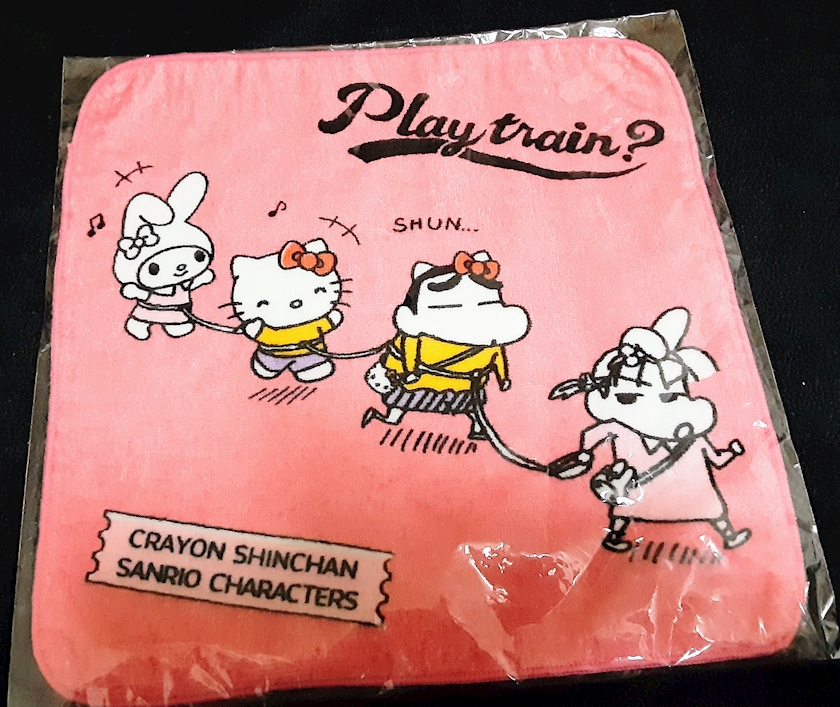 Play train?
SHUN...
CRAYON SHINCHAN
SANRIO CHARACTERS